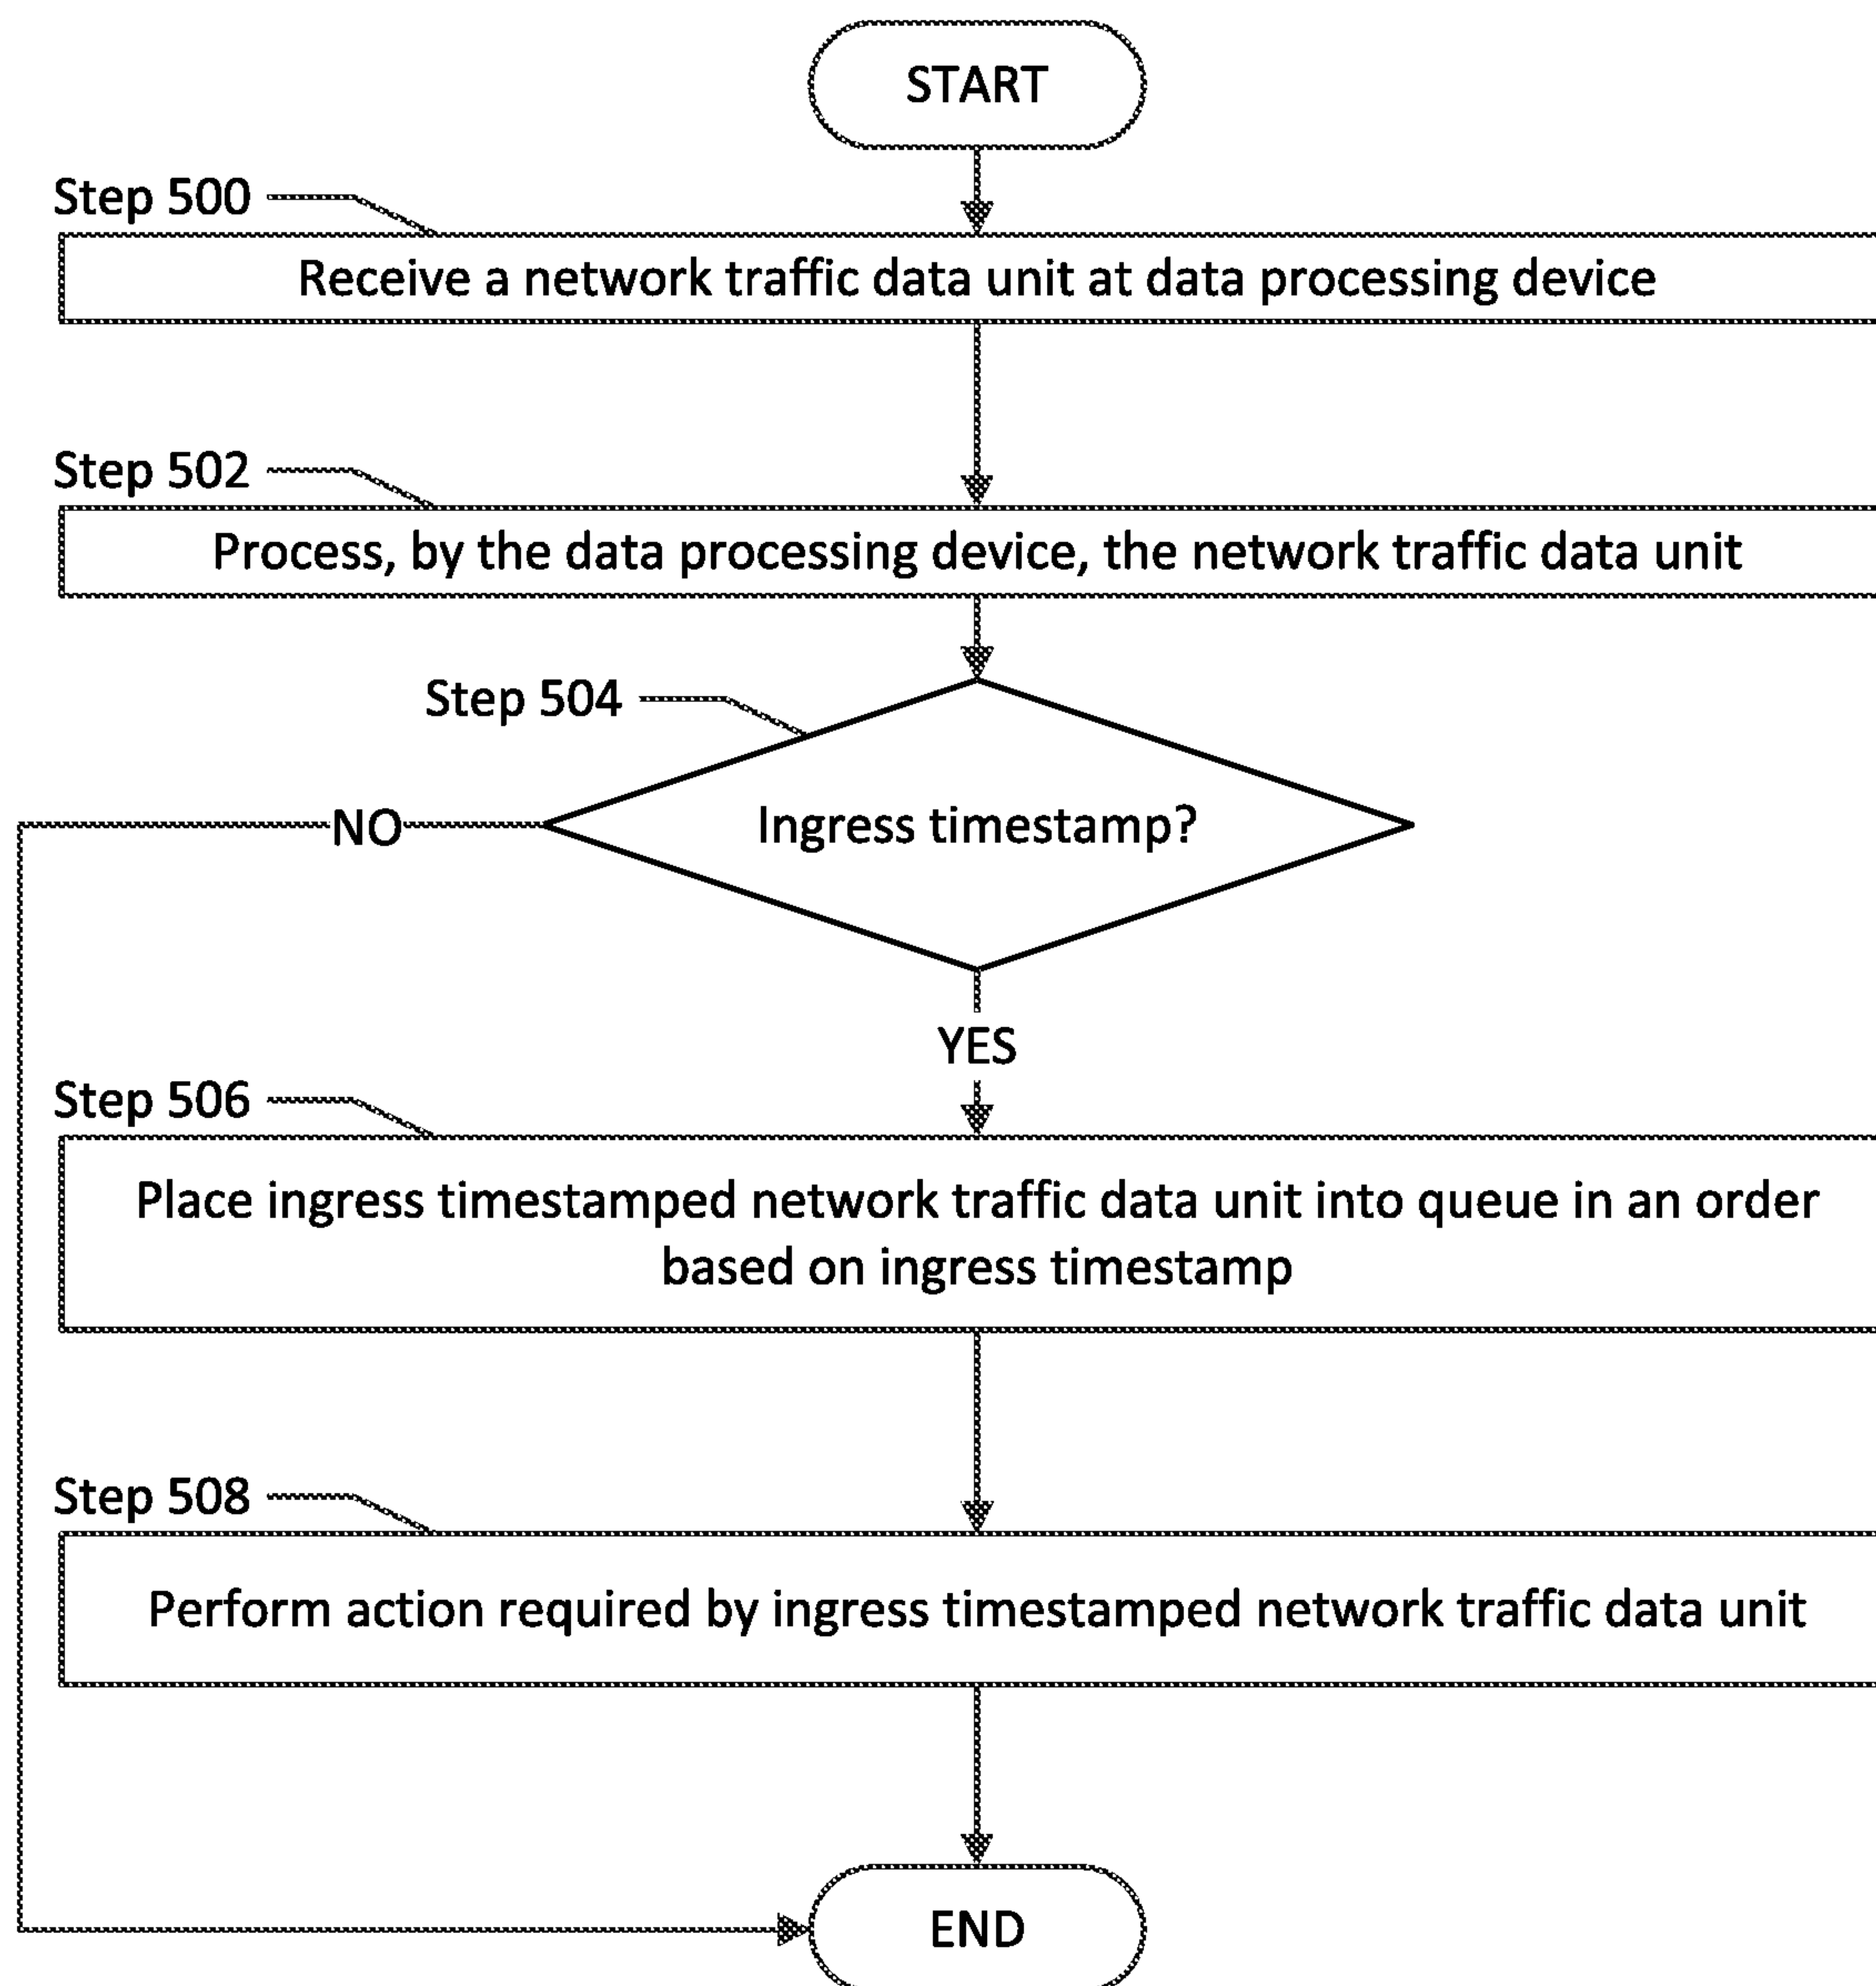 START
Step 500
Receive a network traffic data unit at data processing device
Step 502
Process, by the data processing device, the network traffic data unit
Step 504
Ingress timestamp?
NO
YES
Step 506
Place ingress timestamped network traffic data unit into queue in an order
based on ingress timestamp
Step 508
Perform action required by ingress timestamped network traffic data unit
END